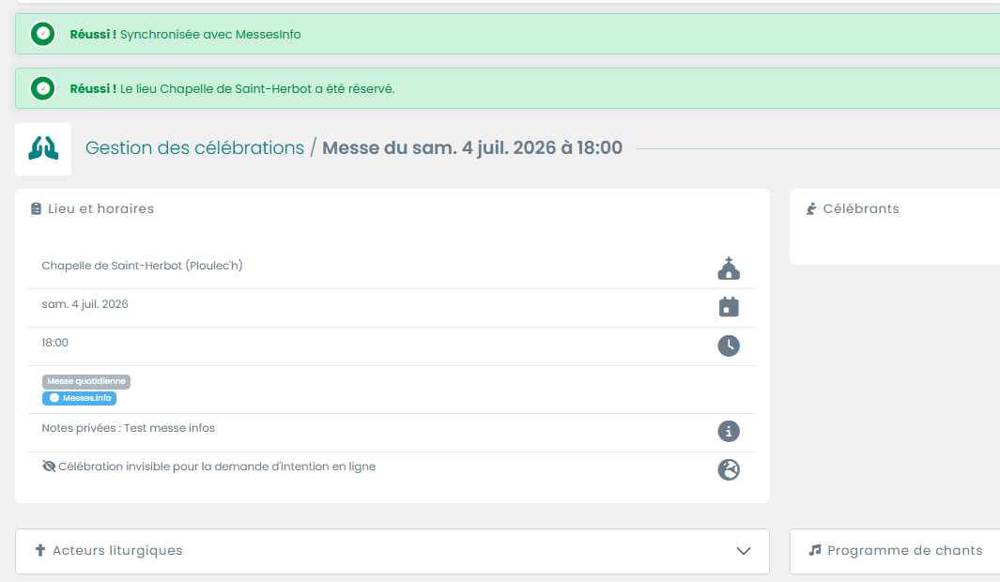 Réussi ! Synchronisée avec MessesInfo
Réussi ! Le lieu Chapelle de Saint-Herbot a été réservé.
Gestion des célébrations / Messe du sam. 4 juil. 2026 à 18:00
Lieu et horaires
Célébrants
Chapelle de Saint-Herbot (Ploulec'h)
sam. 4 juil. 2026
18:00
Messe quotidienne
Messes.info
Notes privées : Test messe infos
Célébration invisible pour la demande d'intention en ligne
Acteurs liturgiques
Programme de chants